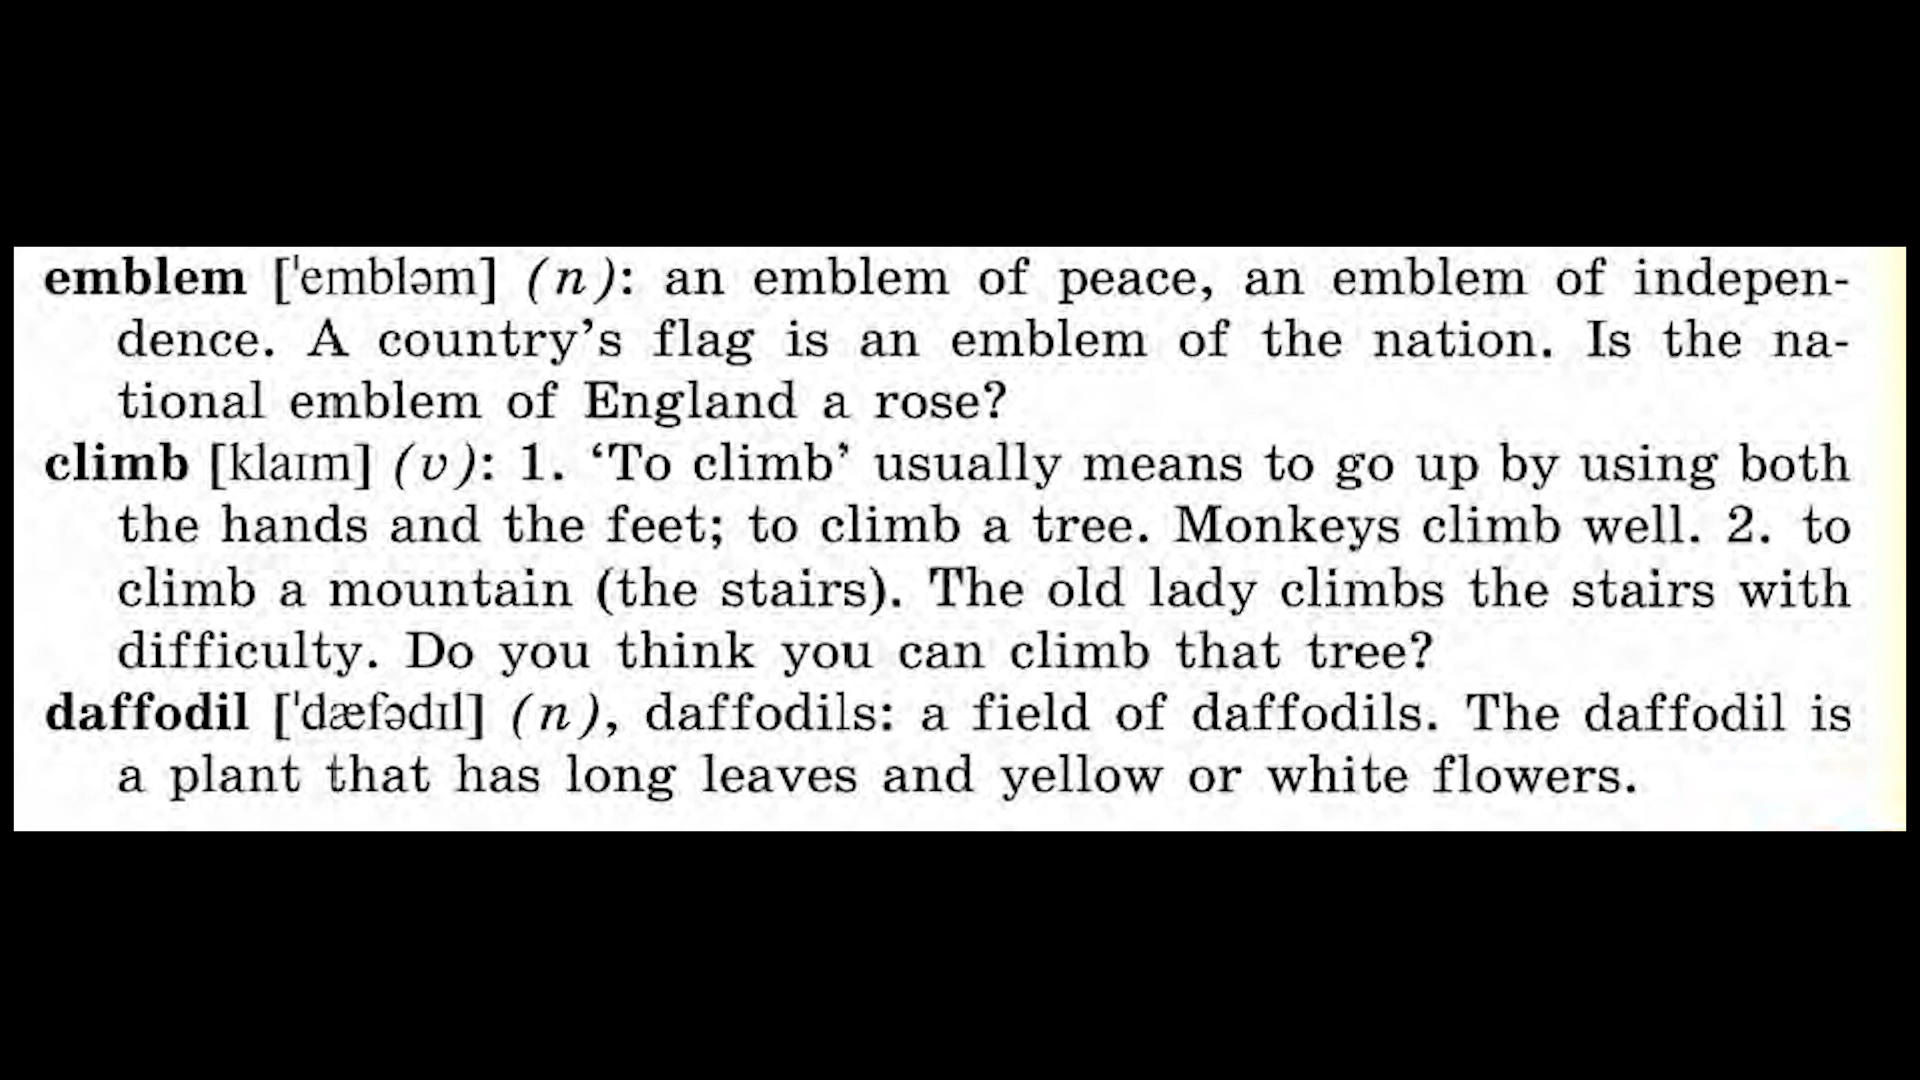 emblem [ˈembləm] (n): an emblem of peace, an emblem of indepen-
dence. A country’s flag is an emblem of the nation. Is the na-
tional emblem of England a rose?
climb [klaɪm] (v): 1. ‘To climb’ usually means to go up by using both
the hands and the feet; to climb a tree. Monkeys climb well. 2. to
climb a mountain (the stairs). The old lady climbs the stairs with
difficulty. Do you think you can climb that tree?
daffodil [ˈdæfədɪl] (n), daffodils: a field of daffodils. The daffodil is
a plant that has long leaves and yellow or white flowers.